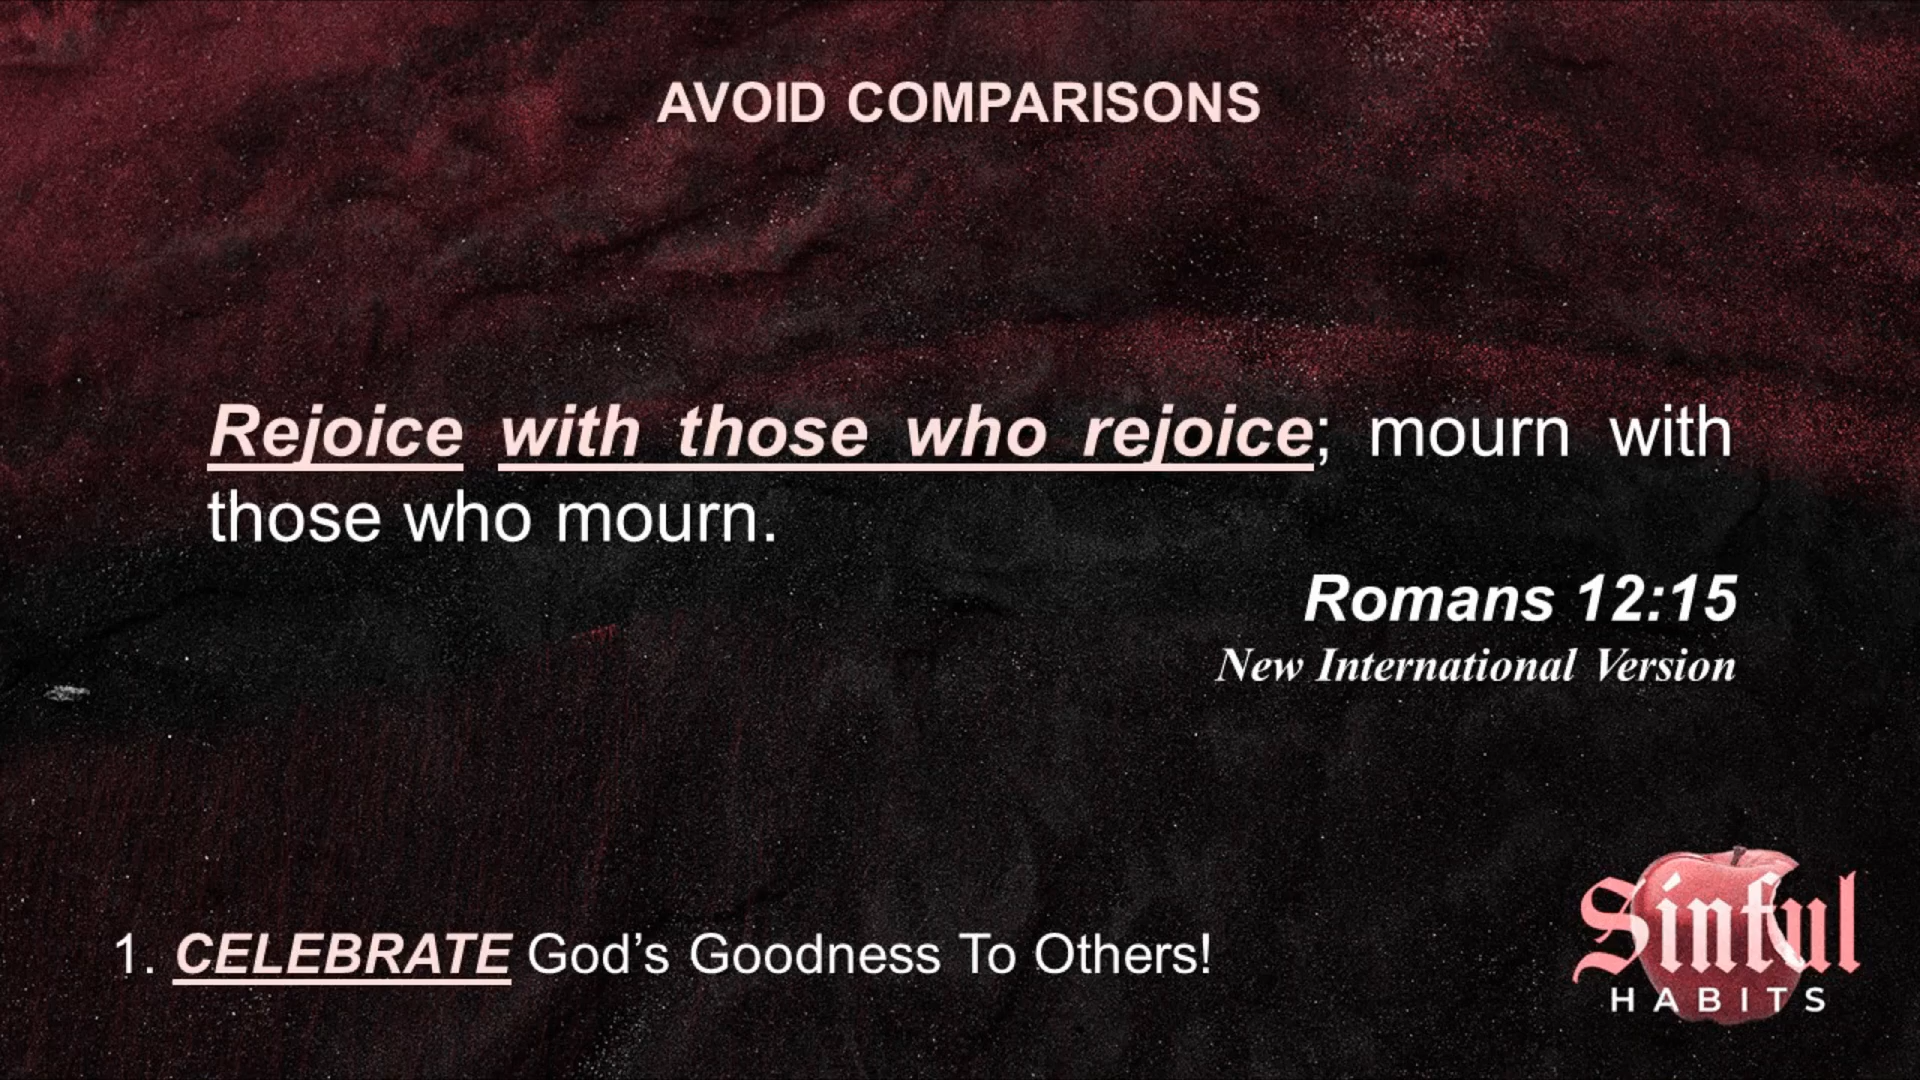 AVOID COMPARISONS
Rejoice with those who rejoice; mourn with
those who mourn.
Romans 12:15
New International Version
1. CELEBRATE God’s Goodness To Others!
Sinful
HABITS